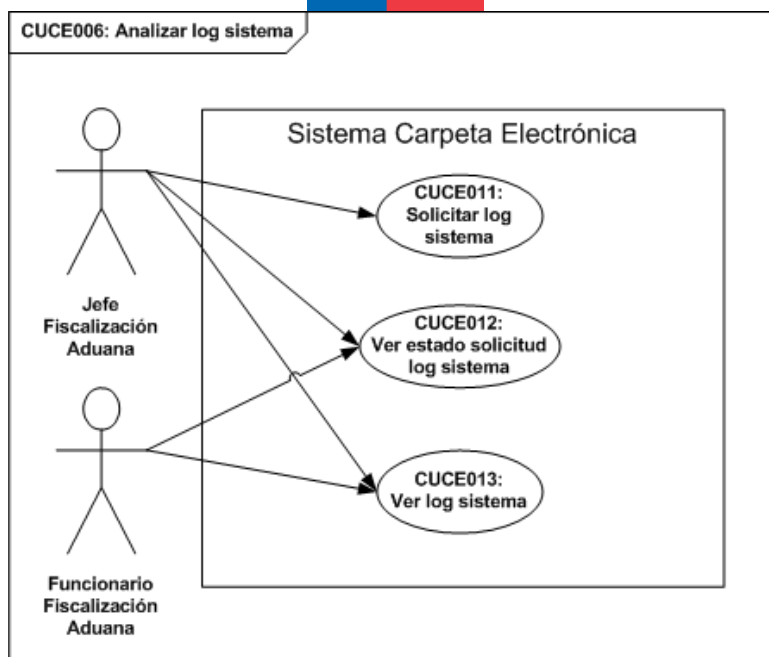 CUCE006: Analizar log sistema
Sistema Carpeta Electrónica
CUCE011:
Solicitar log
sistema
Jefe
Fiscalización
Aduana
CUCE012:
Ver estado solicitud
log sistema
CUCE013:
Ver log sistema
Funcionario
Fiscalización
Aduana